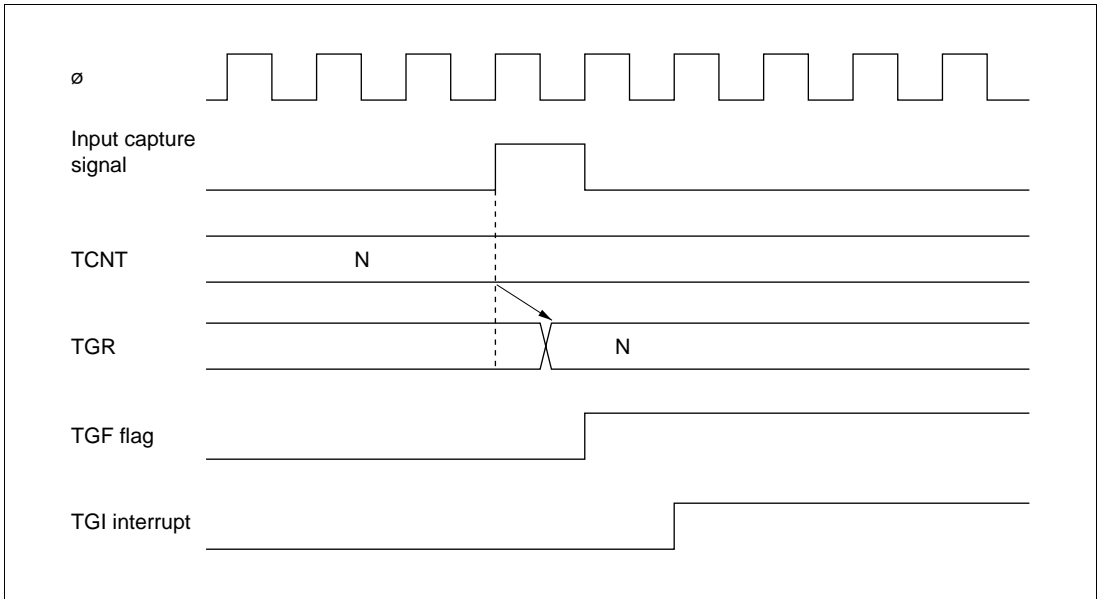 ø
Input capture
signal
TCNT
N
TGR
N
TGF flag
TGI interrupt